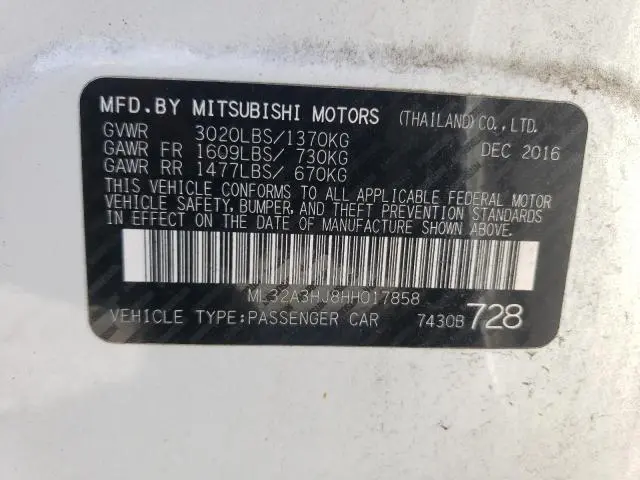 MFD.BY MITSUBISHI MOTORS (THAILAND)CO.,LTD.
GVWR 3020LBS/1370KG DEC 2016
GAWR FR 1609LBS/ 730KG
GAWR RR 1477LBS/ 670KG
THIS VEHICLE CONFORMS TO ALL APPLICABLE FEDERAL MOTOR
VEHICLE SAFETY, BUMPER, AND THEFT PREVENTION STANDARDS
IN EFFECT ON THE DATE OF MANUFACTURE SHOWN ABOVE.
ML32A3HJ8HH017858
VEHICLE TYPE:PASSENGER CAR 7430B 728